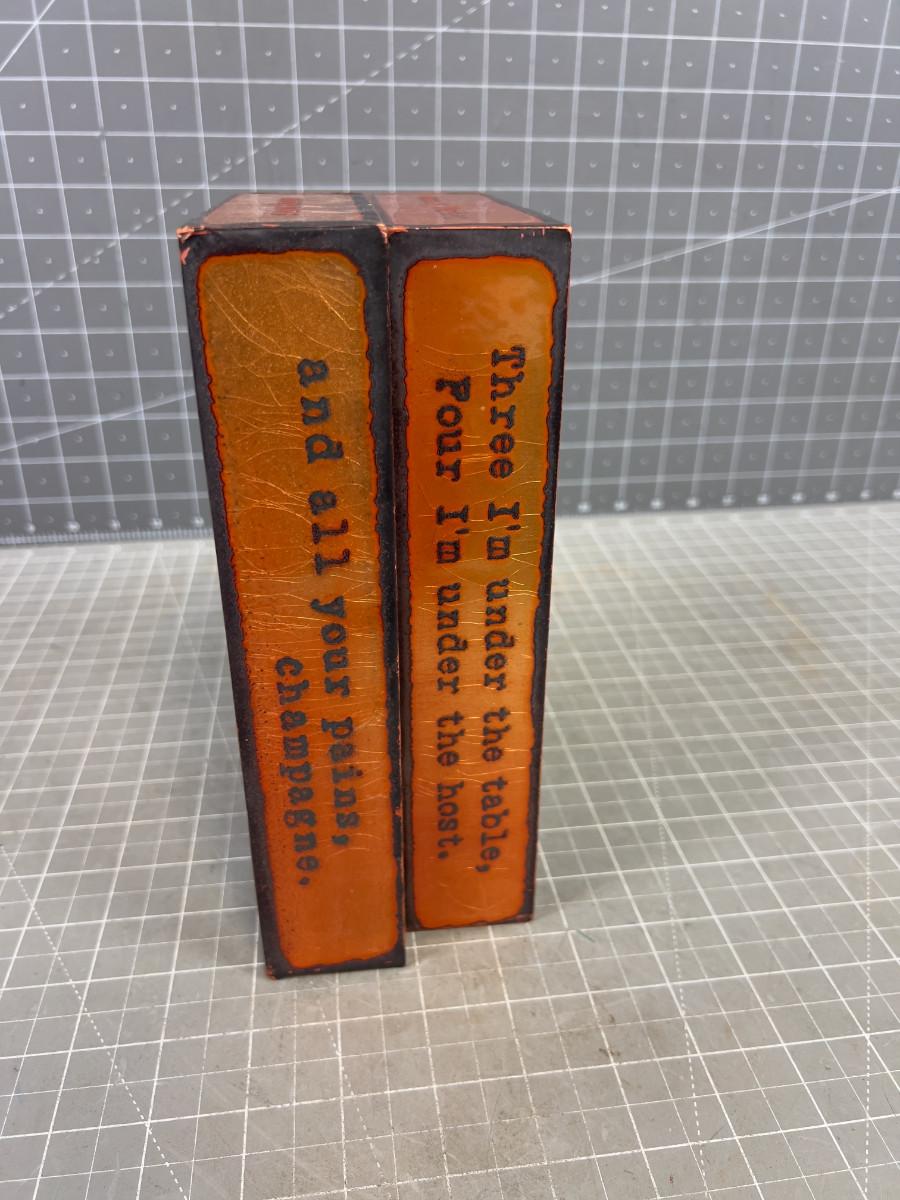 and all your pains,
champagne.
Three I'm under the table,
Four I'm under the host.